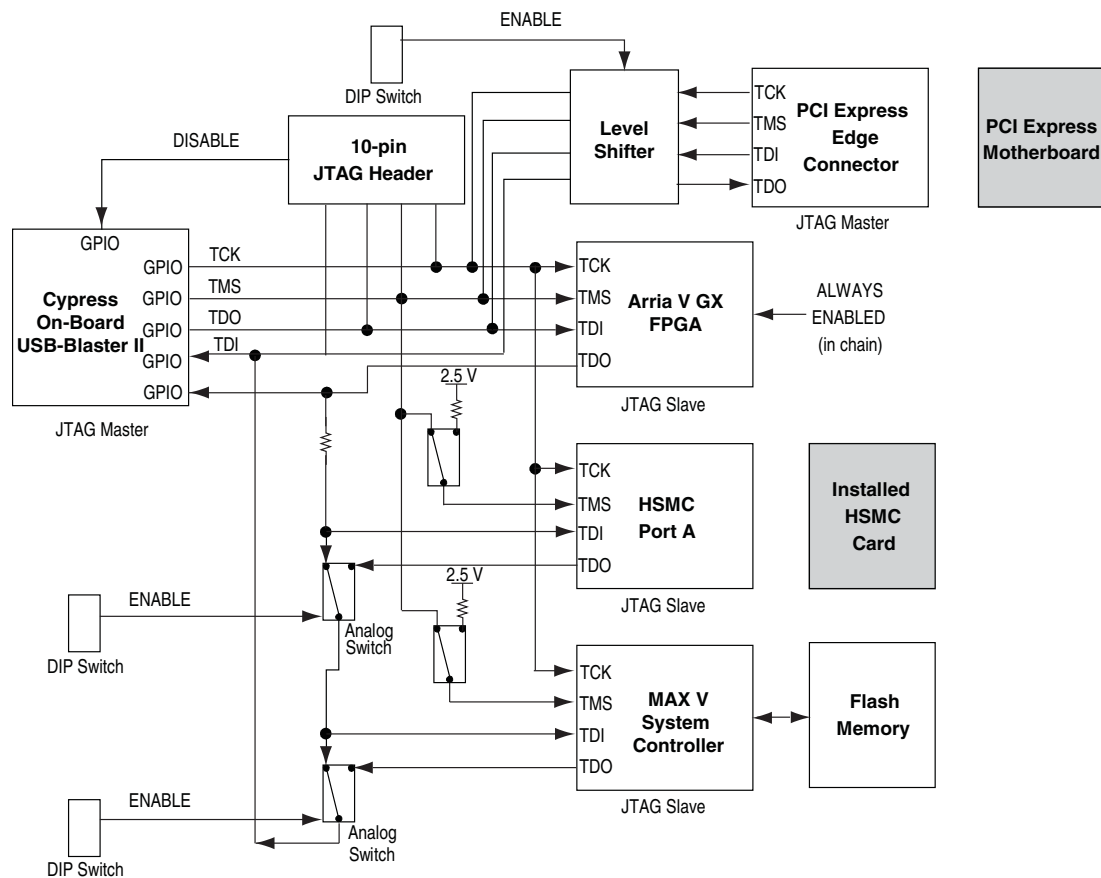 ENABLE
DIP Switch
Level
Shifter
TCK
TMS
TDI
TDO
PCI Express
Edge
Connector
JTAG Master
PCI Express
Motherboard
DISABLE
10-pin
JTAG Header
GPIO
Cypress
On-Board
USB-Blaster II
GPIO
GPIO
GPIO
GPIO
GPIO
JTAG Master
TCK
TMS
TDO
TDI
TCK
TMS
TDI
TDO
Arria V GX
FPGA
JTAG Slave
ALWAYS
ENABLED
(in chain)
2.5 V
TCK
TMS
TDI
TDO
HSMC
Port A
JTAG Slave
Installed
HSMC
Card
ENABLE
DIP Switch
Analog
Switch
2.5 V
TCK
TMS
TDI
TDO
MAX V
System
Controller
JTAG Slave
Flash
Memory
ENABLE
DIP Switch
Analog
Switch